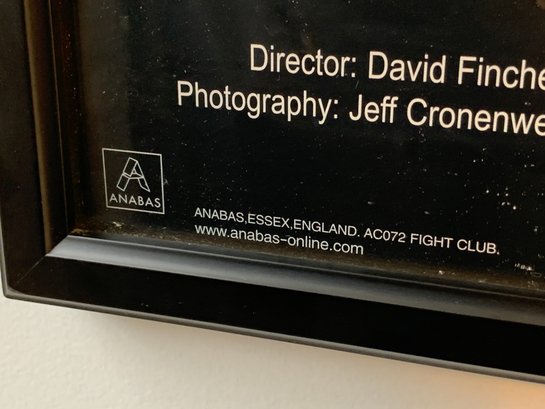 Director: David Finche
Photography: Jeff Cronenwe
ANABAS
ANABAS,ESSEX,ENGLAND. AC072 FIGHT CLUB.
www.anabas-online.com